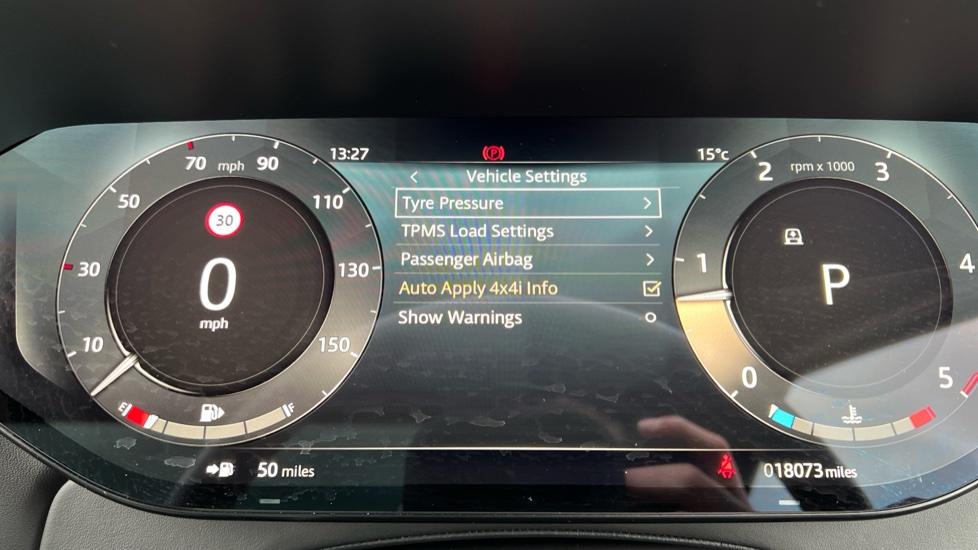 13:27
15°c
Vehicle Settings
Tyre Pressure
TPMS Load Settings
Passenger Airbag
Auto Apply 4x4i Info
Show Warnings
10
30
50
70
mph
90
110
130
150
30
0
mph
E
F
50 miles
rpm x 1000
0
1
2
3
4
5
P
018073 miles